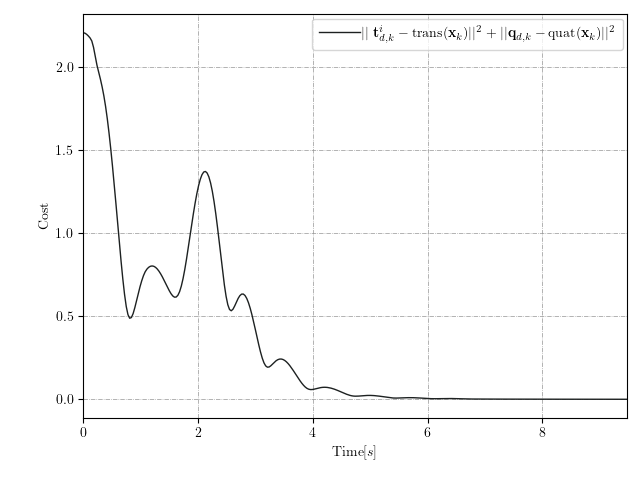 || t^i_{d,k} − trans(x_k)||^2 + ||q_{d,k} − quat(x_k)||^2
2.0
1.5
1.0
0.5
0.0
Cost
0 2 4 6 8
Time[s]